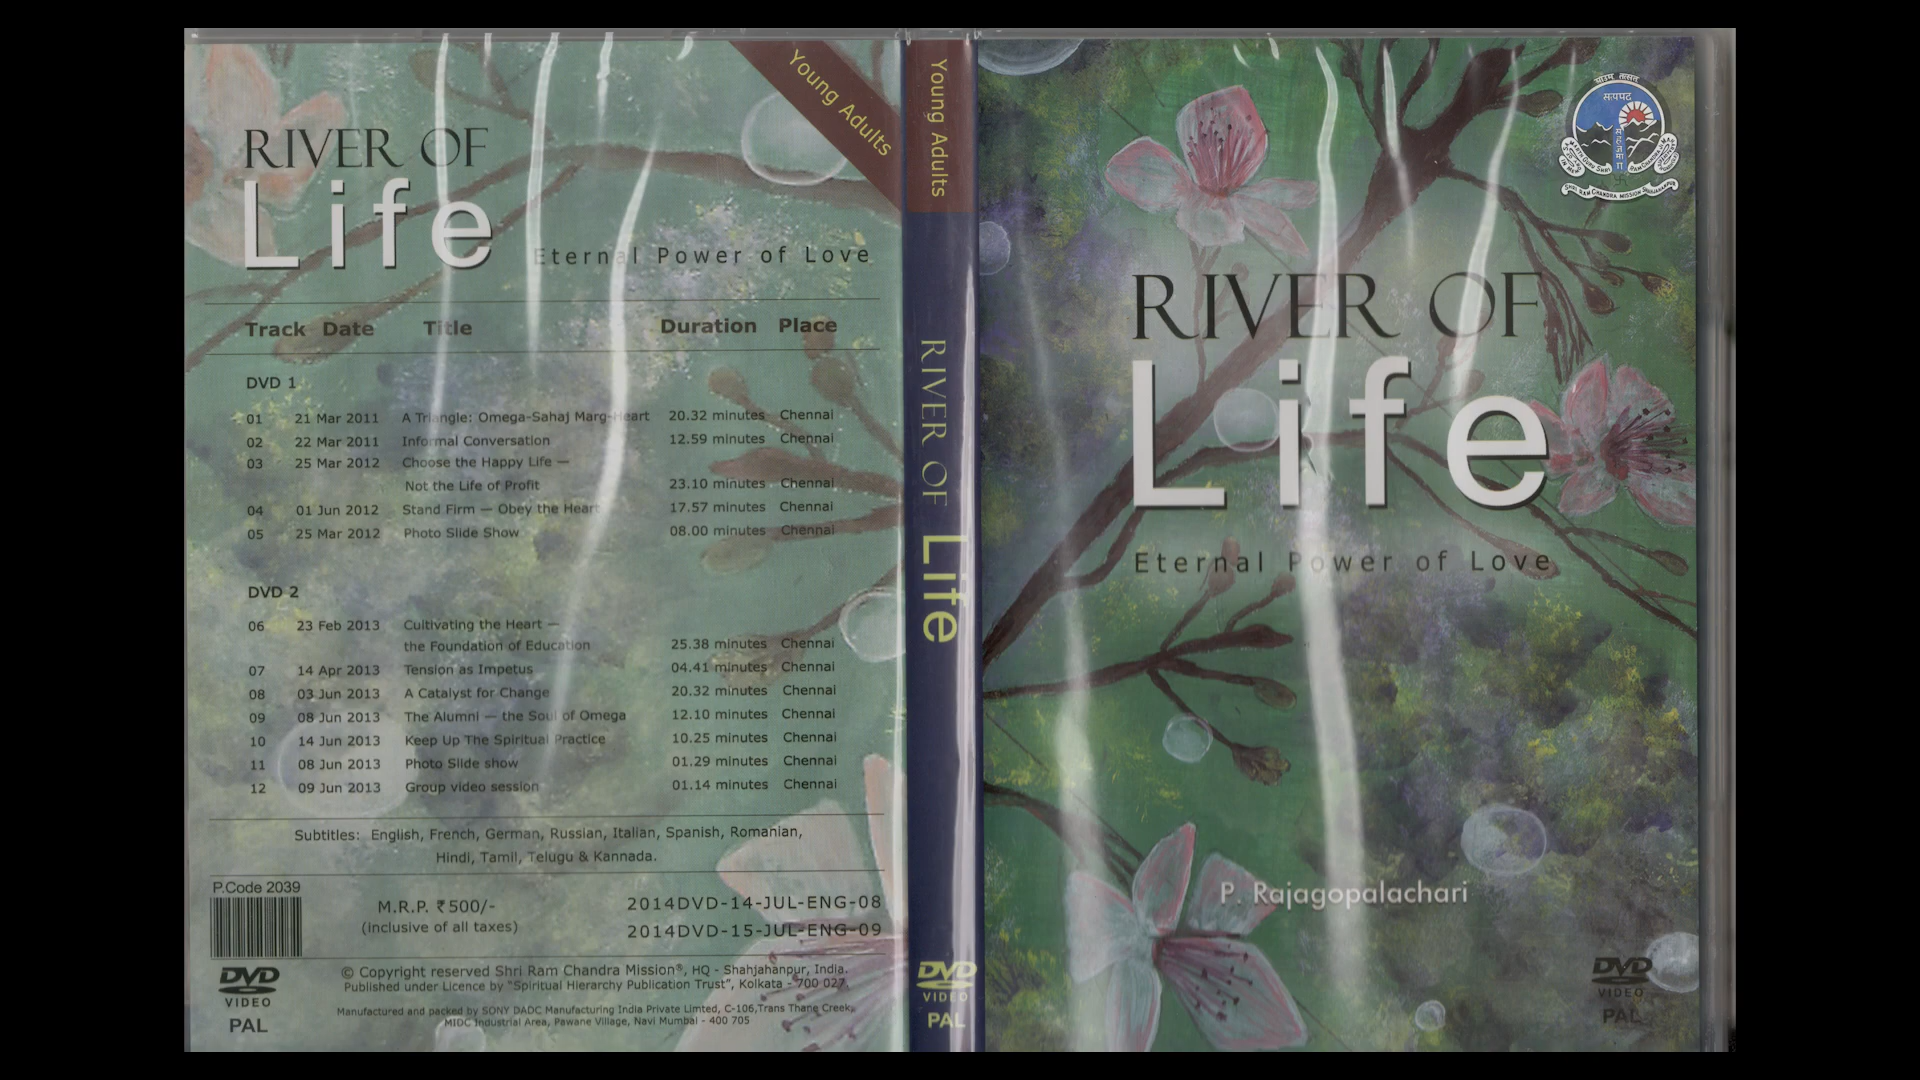 RIVER OF
Life
Eternal Power of Love
Young Adults
Track Date Title Duration Place
DVD 1
01 21 Mar 2011 A Triangle: Omega-Sahaj Marg-Heart 20.32 minutes Chennai
02 22 Mar 2011 Informal Conversation 12.59 minutes Chennai
03 25 Mar 2012 Choose the Happy Life —
Not the Life of Profit 23.10 minutes Chennai
04 01 Jun 2012 Stand Firm — Obey the Heart 17.57 minutes Chennai
05 25 Mar 2012 Photo Slide Show 08.00 minutes Chennai
DVD 2
06 23 Feb 2013 Cultivating the Heart —
the Foundation of Education 25.38 minutes Chennai
07 14 Apr 2013 Tension as Impetus 04.41 minutes Chennai
08 03 Jun 2013 A Catalyst for Change 20.32 minutes Chennai
09 08 Jun 2013 The Alumni — the Soul of Omega 12.10 minutes Chennai
10 14 Jun 2013 Keep Up The Spiritual Practice 10.25 minutes Chennai
11 08 Jun 2013 Photo Slide show 01.29 minutes Chennai
12 09 Jun 2013 Group video session 01.14 minutes Chennai
Subtitles: English, French, German, Russian, Italian, Spanish, Romanian,
Hindi, Tamil, Telugu & Kannada.
P.Code 2039
M.R.P. ₹500/-
(inclusive of all taxes)
2014DVD-14-JUL-ENG-08
2014DVD-15-JUL-ENG-09
DVD
VIDEO
PAL
© Copyright reserved Shri Ram Chandra Mission®, HQ - Shahjahanpur, India.
Published under Licence by "Spiritual Hierarchy Publication Trust", Kolkata - 700 027.
Manufactured and packed by SONY DADC Manufacturing India Private Limted, C-106,Trans Thane Creek,
MIDC Industrial Area, Pawane Village, Navi Mumbai - 400 705
Young Adults
RIVER OF Life
DVD
VIDEO
PAL
SHRI RAM CHANDRA MISSION SHAHJAHANPUR
RIVER OF
Life
Eternal Power of Love
P. Rajagopalachari
DVD
VIDEO
PAL